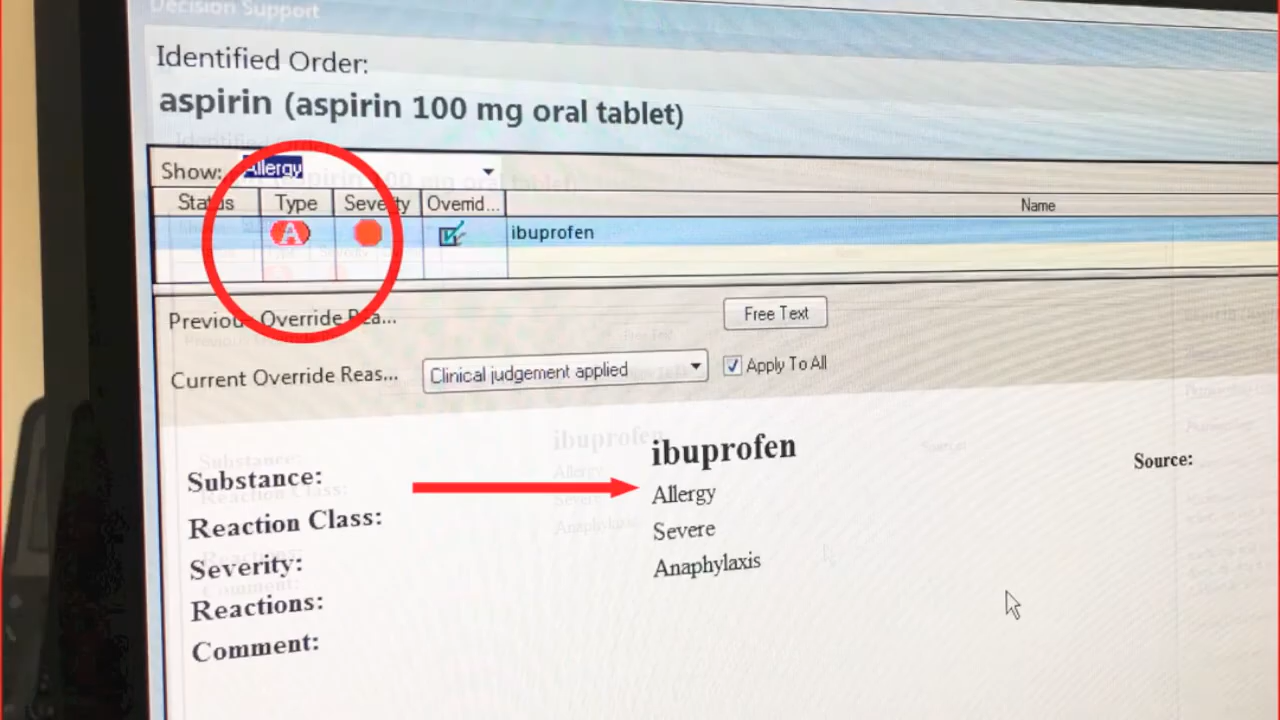 Decision Support
Identified Order:
aspirin (aspirin 100 mg oral tablet)
Show: Allergy
Status Type Severity Overrid... Name
A ibuprofen
Previous Override Rea... Free Text
Current Override Reas... Clinical judgement applied Apply To All
ibuprofen
Substance: Source:
Reaction Class: Allergy
Severity: Severe
Reactions: Anaphylaxis
Comment: